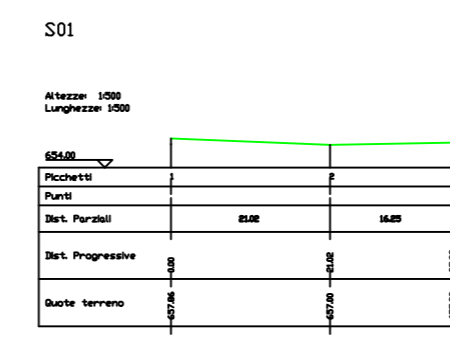 S01
Altezze: 1:500
Lunghezze: 1:500
654.00
Picchetti 1 2
Punti
Dist. Parziali 21.02 16.25
Dist. Progressive 0.00 21.02
Quote terreno 657.86 657.00